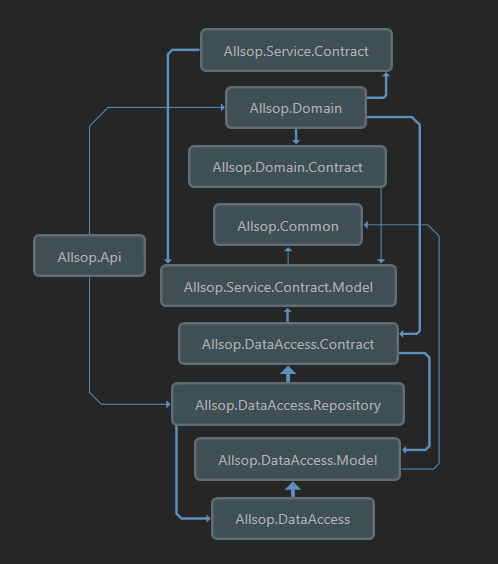 Allsop.Service.Contract
Allsop.Domain
Allsop.Domain.Contract
Allsop.Common
Allsop.Api
Allsop.Service.Contract.Model
Allsop.DataAccess.Contract
Allsop.DataAccess.Repository
Allsop.DataAccess.Model
Allsop.DataAccess